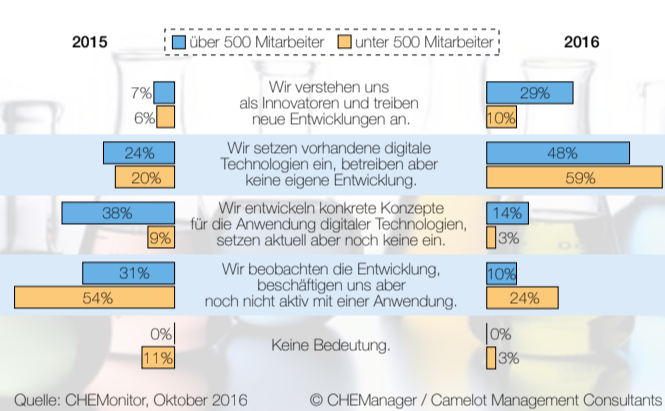 2015
über 500 Mitarbeiter
unter 500 Mitarbeiter
2016
7%
6%
Wir verstehen uns
als Innovatoren und treiben
neue Entwicklungen an.
29%
10%
24%
20%
Wir setzen vorhandene digitale
Technologien ein, betreiben aber
keine eigene Entwicklung.
48%
59%
38%
9%
Wir entwickeln konkrete Konzepte
für die Anwendung digitaler Technologien,
setzen aktuell aber noch keine ein.
14%
3%
31%
54%
Wir beobachten die Entwicklung,
beschäftigen uns aber
noch nicht aktiv mit einer Anwendung.
10%
24%
0%
11%
Keine Bedeutung.
0%
3%
Quelle: CHEMonitor, Oktober 2016
© CHEManager / Camelot Management Consultants